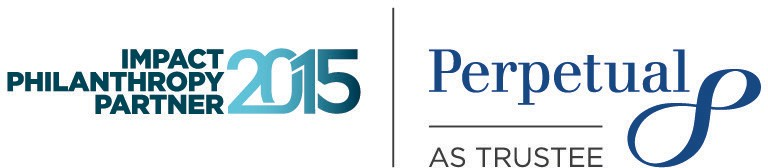 IMPACT
PHILANTHROPY
PARTNER
2015
Perpetual
AS TRUSTEE